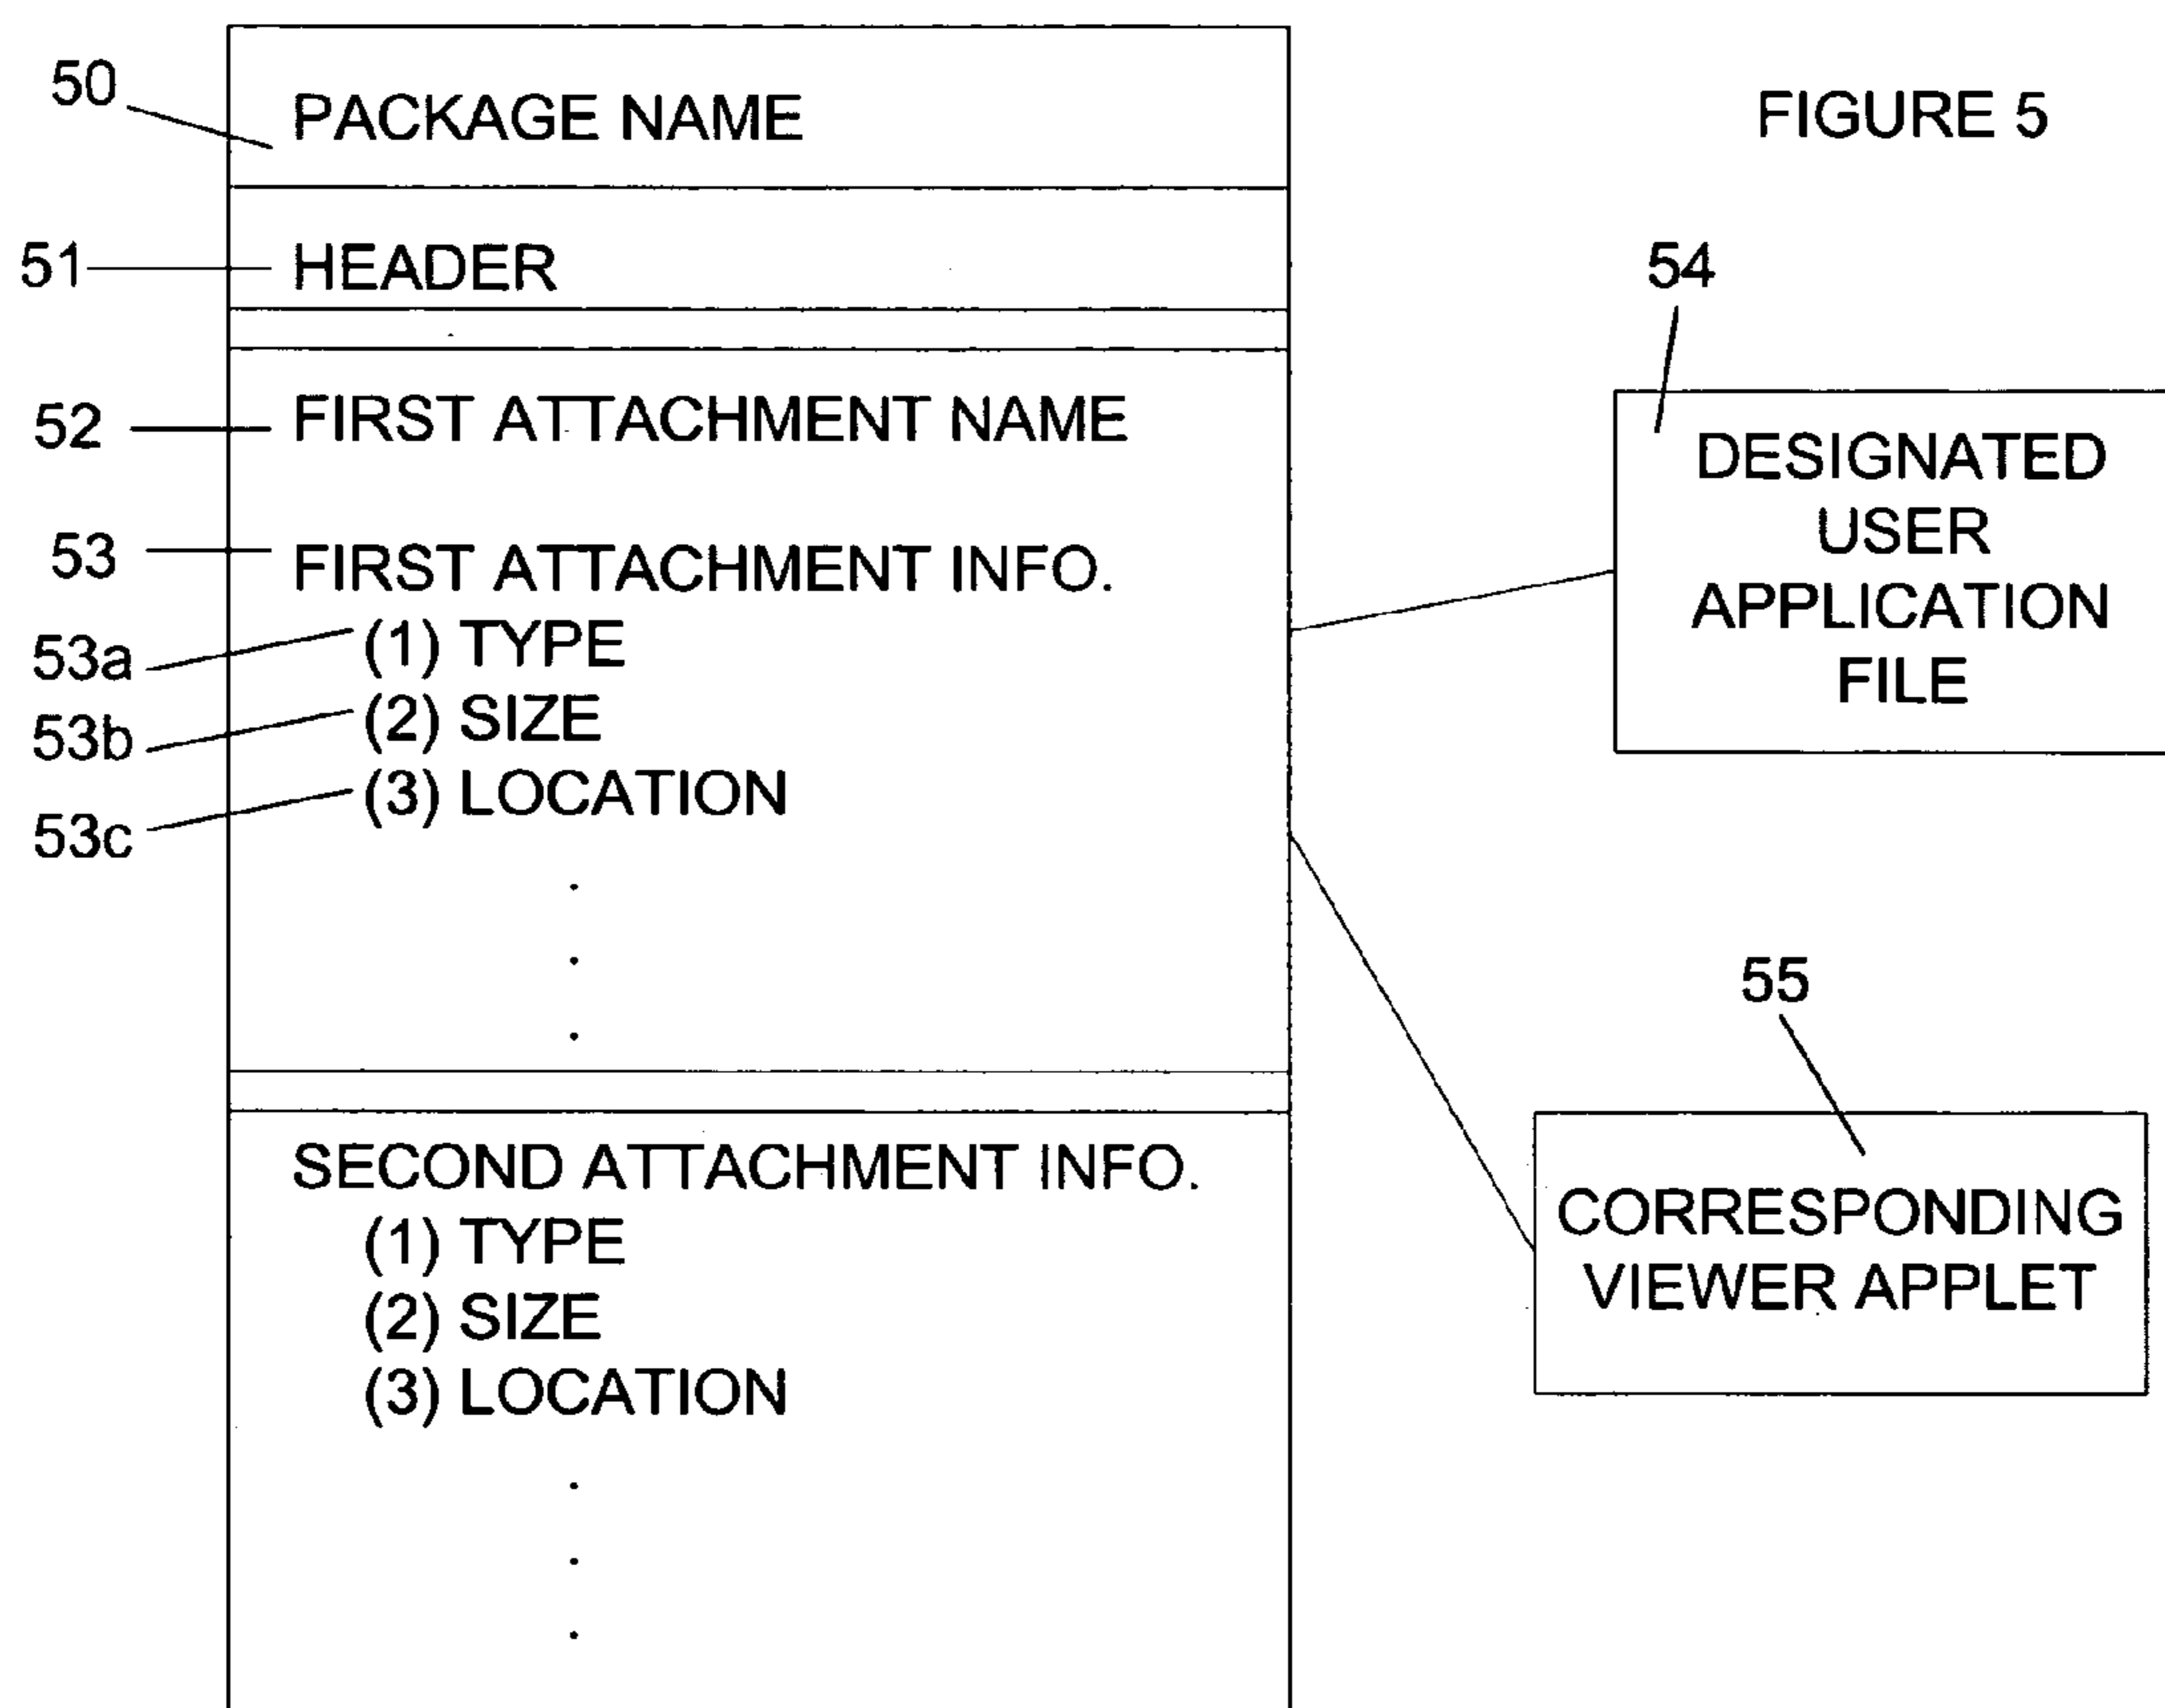 FIGURE 5
50
PACKAGE NAME
51
HEADER
52
FIRST ATTACHMENT NAME
53
FIRST ATTACHMENT INFO.
53a
(1) TYPE
53b
(2) SIZE
53c
(3) LOCATION
.
.
.
SECOND ATTACHMENT INFO.
(1) TYPE
(2) SIZE
(3) LOCATION
.
.
.
54
DESIGNATED
USER
APPLICATION
FILE
55
CORRESPONDING
VIEWER APPLET